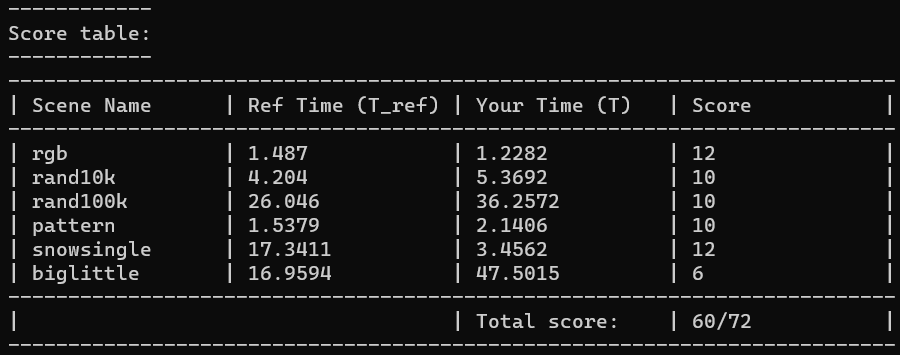 ------------
Score table:
------------
--------------------------------------------------------------------------
| Scene Name      | Ref Time (T_ref) | Your Time (T)   | Score             |
--------------------------------------------------------------------------
| rgb             | 1.487            | 1.2282          | 12                |
| rand10k         | 4.204            | 5.3692          | 10                |
| rand100k        | 26.046           | 36.2572         | 10                |
| pattern         | 1.5379           | 2.1406          | 10                |
| snowsingle      | 17.3411          | 3.4562          | 12                |
| biglittle       | 16.9594          | 47.5015         | 6                 |
--------------------------------------------------------------------------
|                                    | Total score:    | 60/72             |
--------------------------------------------------------------------------